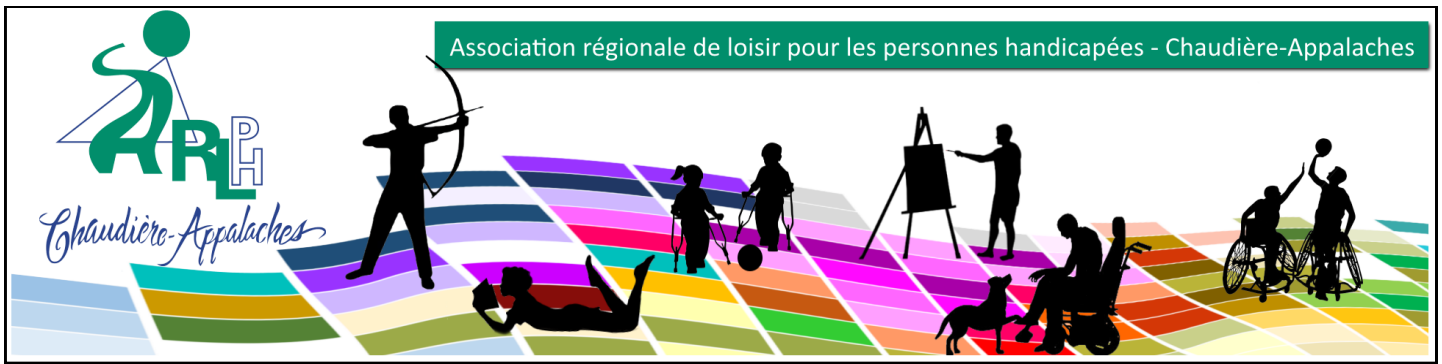 Association régionale de loisir pour les personnes handicapées - Chaudière-Appalaches
ARLPH
Chaudière-Appalaches